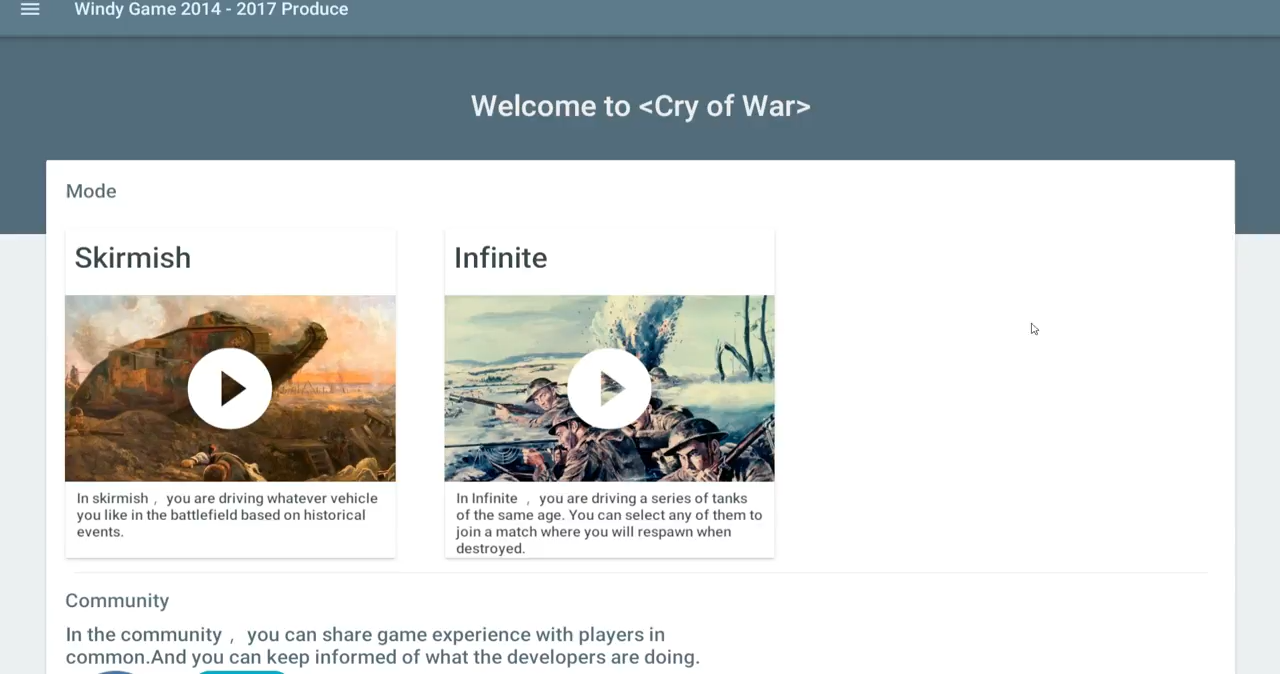 Windy Game 2014 - 2017 Produce
Welcome to <Cry of War>
Mode
Skirmish
In skirmish ,  you are driving whatever vehicle
you like in the battlefield based on historical
events.
Infinite
In Infinite ,  you are driving a series of tanks
of the same age. You can select any of them to
join a match where you will respawn when
destroyed.
Community
In the community ,  you can share game experience with players in
common.And you can keep informed of what the developers are doing.